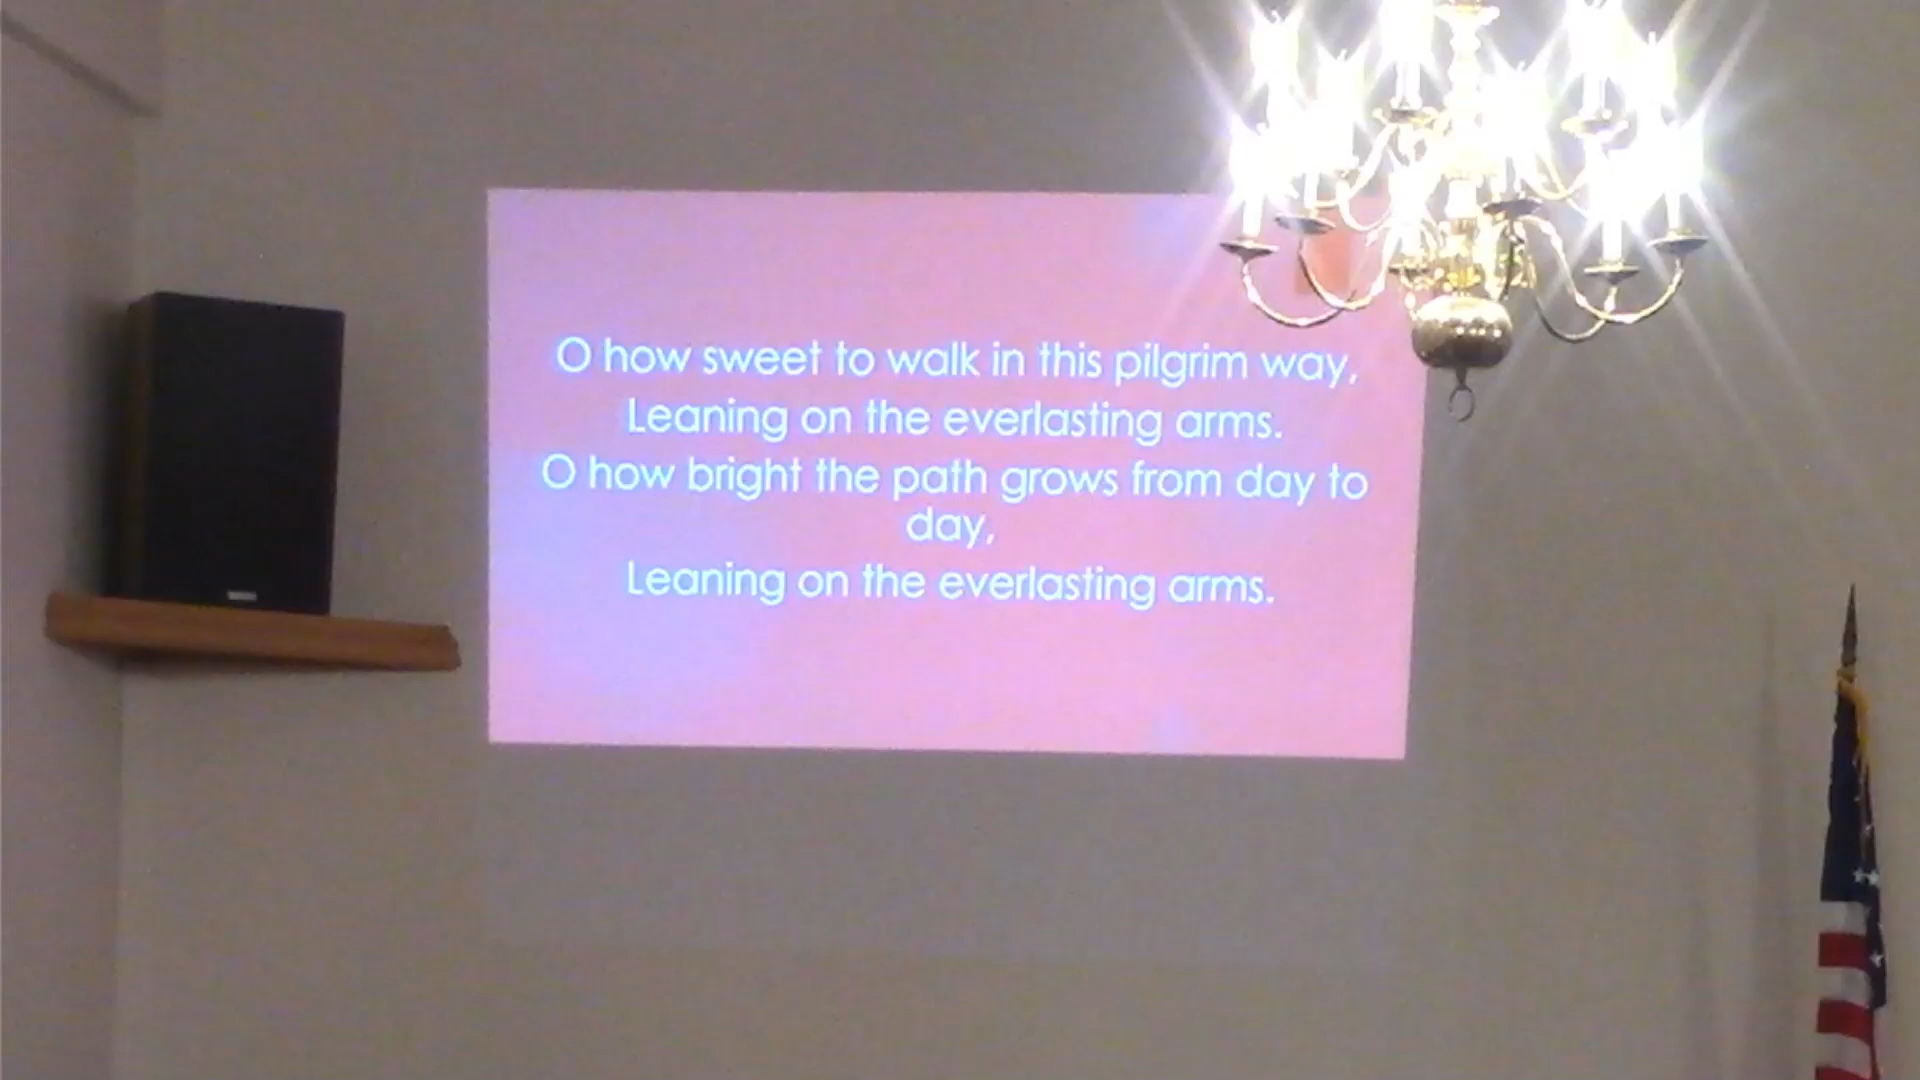 O how sweet to walk in this pilgrim way,
Leaning on the everlasting arms.
O how bright the path grows from day to
day,
Leaning on the everlasting arms.